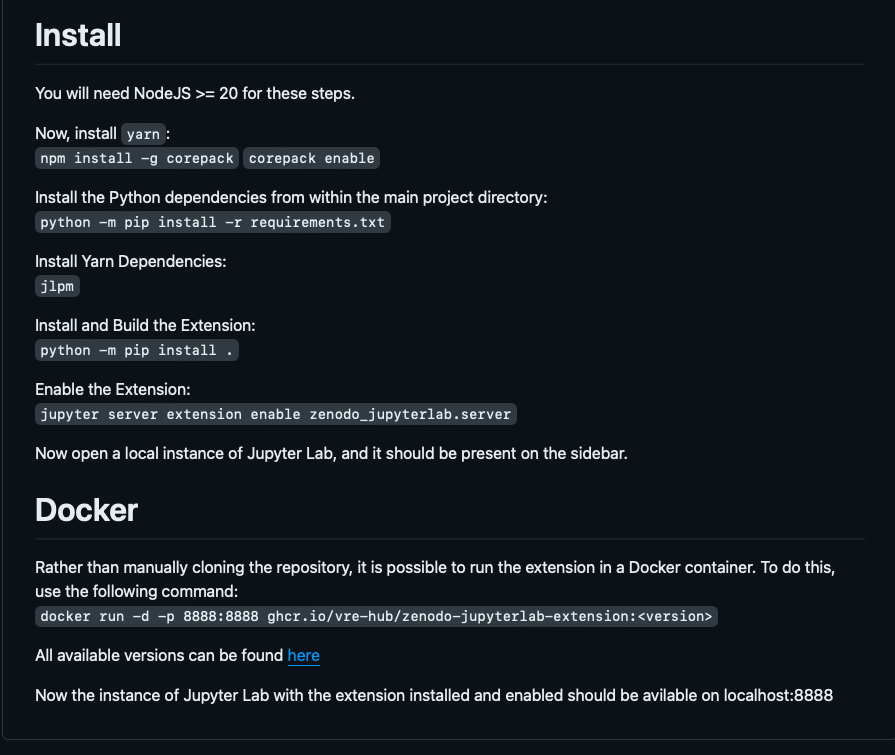 Install
You will need NodeJS >= 20 for these steps.
Now, install yarn:
npm install -g corepack corepack enable
Install the Python dependencies from within the main project directory:
python -m pip install -r requirements.txt
Install Yarn Dependencies:
jlpm
Install and Build the Extension:
python -m pip install .
Enable the Extension:
jupyter server extension enable zenodo_jupyterlab.server
Now open a local instance of Jupyter Lab, and it should be present on the sidebar.
Docker
Rather than manually cloning the repository, it is possible to run the extension in a Docker container. To do this,
use the following command:
docker run -d -p 8888:8888 ghcr.io/vre-hub/zenodo-jupyterlab-extension:<version>
All available versions can be found here
Now the instance of Jupyter Lab with the extension installed and enabled should be avilable on localhost:8888